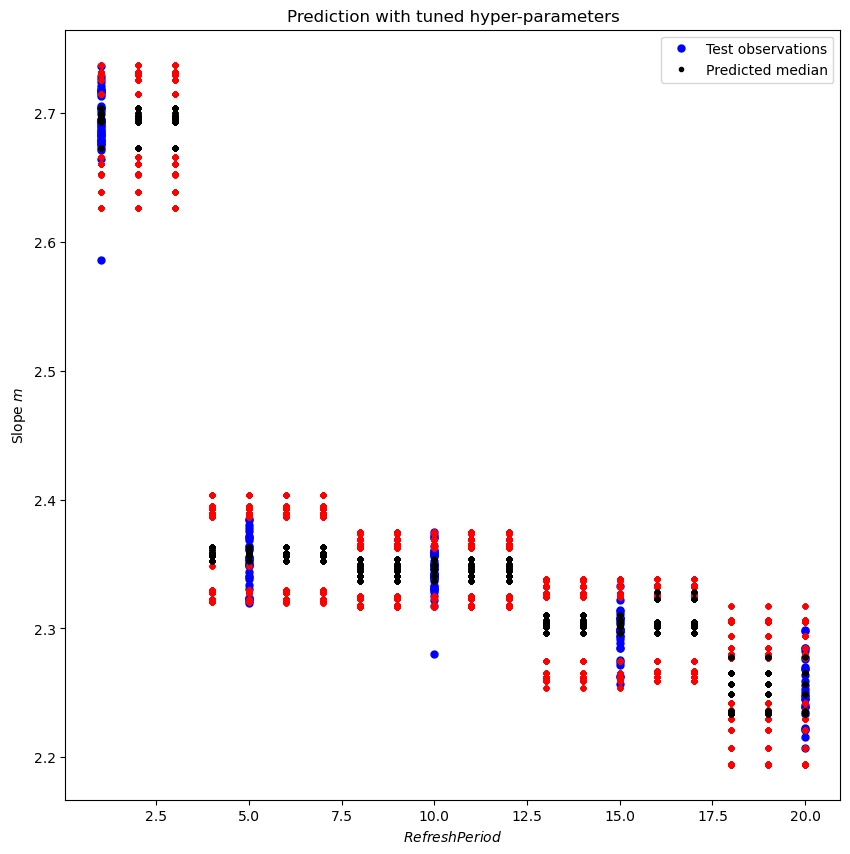 Prediction with tuned hyper-parameters
Test observations
Predicted median
2.7
2.6
2.5
2.4
2.3
2.2
Slope m
2.5
5.0
7.5
10.0
12.5
15.0
17.5
20.0
RefreshPeriod